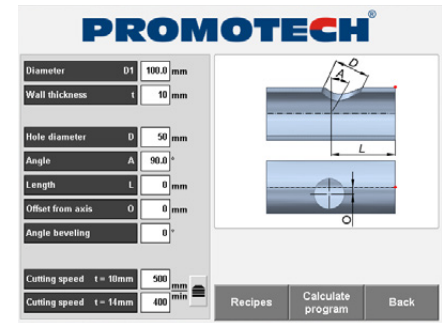 PROMOTECH®
Diameter D1 100.0 mm
Wall thickness t 10 mm
Hole diameter D 50 mm
Angle A 90.0 °
Length L 0 mm
Offset from axis O 0 mm
Angle beveling 0 °
Cutting speed t = 10mm 500 mm
Cutting speed t = 14mm 400 min
D
A
L
O
Recipes
Calculate
program
Back